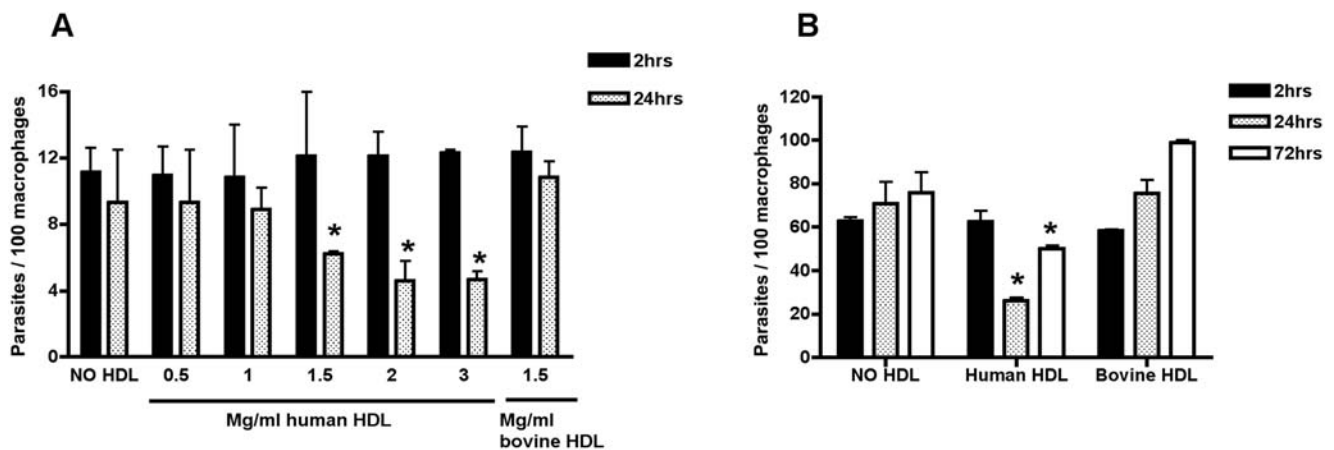 A
2hrs
24hrs
Parasites / 100 macrophages
16
12
8
4
0
*
*
*
NO HDL 0.5 1 1.5 2 3 1.5
Mg/ml human HDL
Mg/ml
bovine HDL
B
2hrs
24hrs
72hrs
Parasites / 100 macrophages
120
100
80
60
40
20
0
*
*
NO HDL Human HDL Bovine HDL